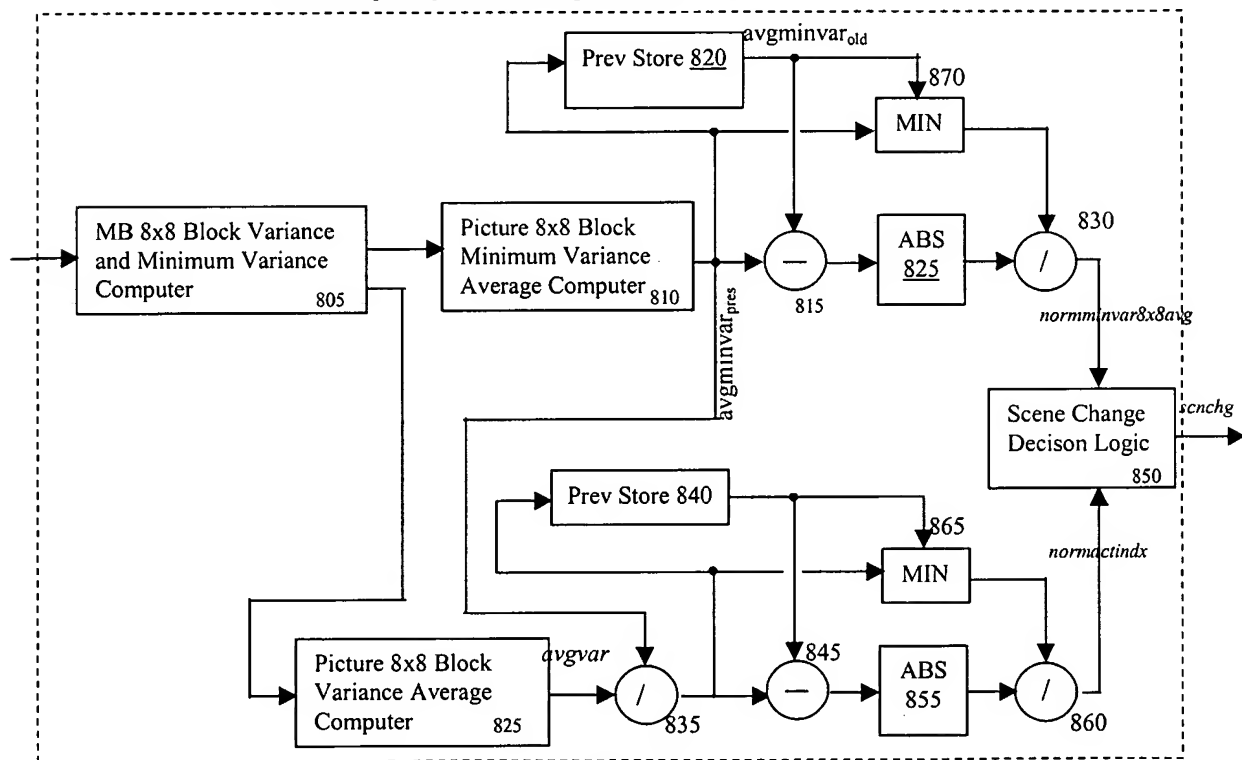 avgminvar_old
Prev Store 820
870
MIN
MB 8x8 Block Variance
and Minimum Variance
Computer 805
Picture 8x8 Block
Minimum Variance
Average Computer 810
—
815
ABS
825
830
/
avgminvar_pres
normminvar8x8avg
Scene Change
Decison Logic
850
scnchg
Prev Store 840
865
MIN
normactindx
Picture 8x8 Block
Variance Average
Computer 825
avgvar
/
835
—
845
ABS
855
/
860